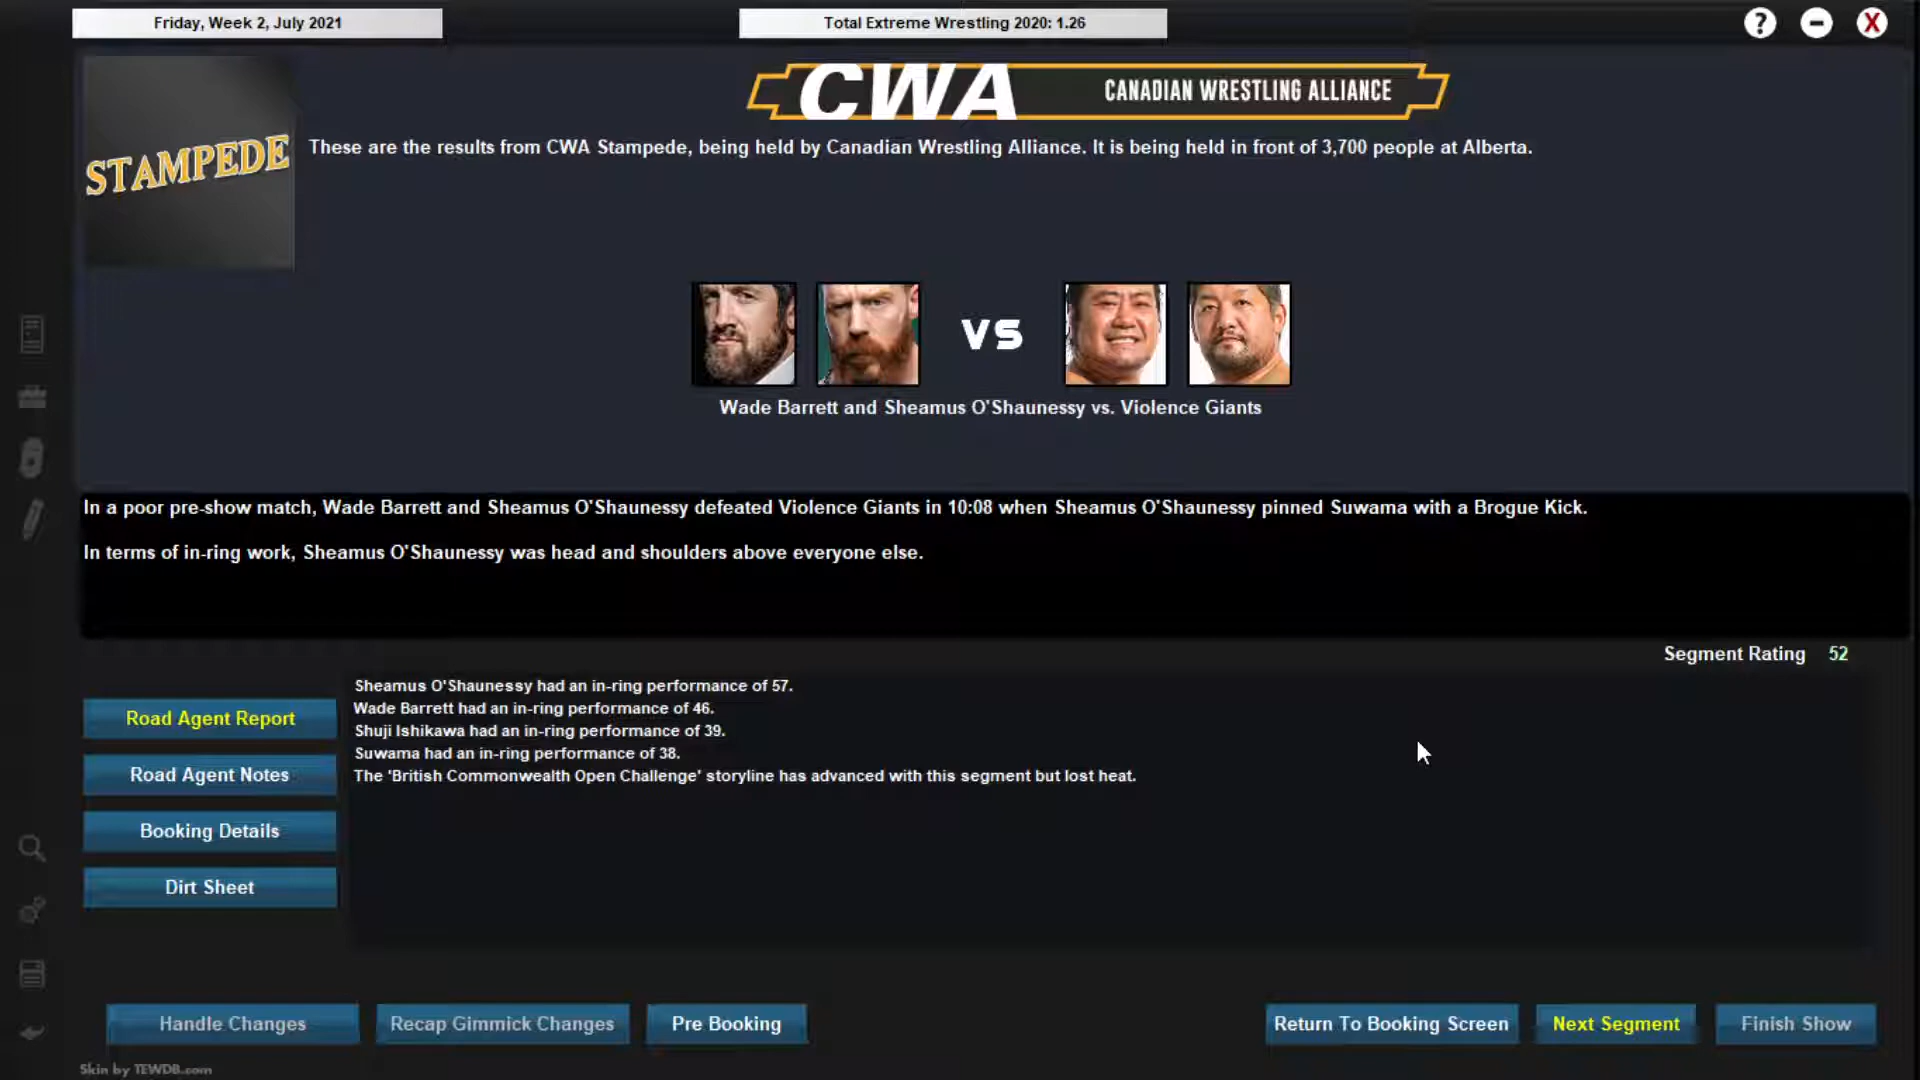 Friday, Week 2, July 2021
Total Extreme Wrestling 2020: 1.26
? X
STAMPEDE
CWA CANADIAN WRESTLING ALLIANCE
These are the results from CWA Stampede, being held by Canadian Wrestling Alliance. It is being held in front of 3,700 people at Alberta.
VS
Wade Barrett and Sheamus O'Shaunessy vs. Violence Giants
In a poor pre-show match, Wade Barrett and Sheamus O'Shaunessy defeated Violence Giants in 10:08 when Sheamus O'Shaunessy pinned Suwama with a Brogue Kick.
In terms of in-ring work, Sheamus O'Shaunessy was head and shoulders above everyone else.
Segment Rating 52
Road Agent Report
Road Agent Notes
Booking Details
Dirt Sheet
Sheamus O'Shaunessy had an in-ring performance of 57.
Wade Barrett had an in-ring performance of 46.
Shuji Ishikawa had an in-ring performance of 39.
Suwama had an in-ring performance of 38.
The 'British Commonwealth Open Challenge' storyline has advanced with this segment but lost heat.
Handle Changes
Recap Gimmick Changes
Pre Booking
Return To Booking Screen
Next Segment
Finish Show
Skin by TEWDB.com